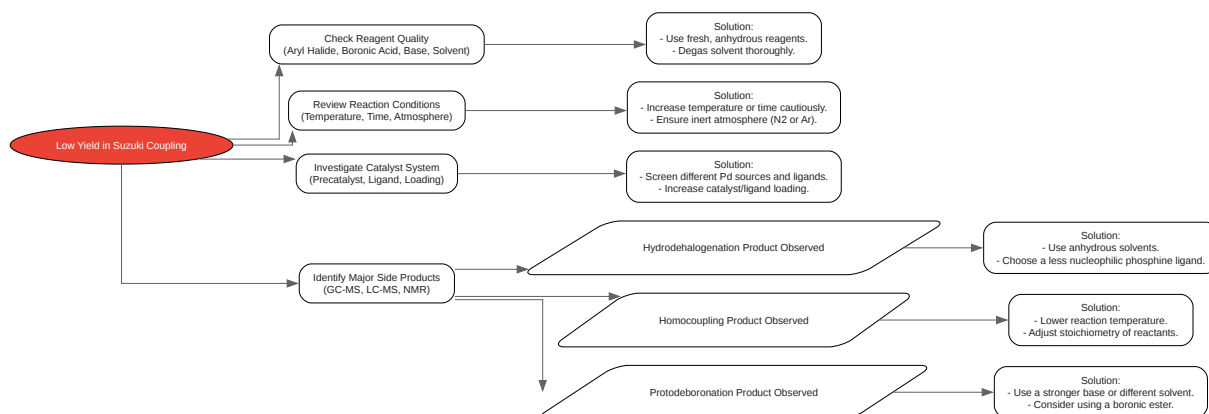 Check Reagent Quality
(Aryl Halide, Boronic Acid, Base, Solvent)
Solution:
- Use fresh, anhydrous reagents.
- Degas solvent thoroughly.
Review Reaction Conditions
(Temperature, Time, Atmosphere)
Solution:
- Increase temperature or time cautiously.
- Ensure inert atmosphere (N2 or Ar).
Low Yield in Suzuki Coupling
Investigate Catalyst System
(Precatalyst, Ligand, Loading)
Solution:
- Screen different Pd sources and ligands.
- Increase catalyst/ligand loading.
Identify Major Side Products
(GC-MS, LC-MS, NMR)
Hydrodehalogenation Product Observed
Solution:
- Use anhydrous solvents.
- Choose a less nucleophilic phosphine ligand.
Homocoupling Product Observed
Solution:
- Lower reaction temperature.
- Adjust stoichiometry of reactants.
Protodeboronation Product Observed
Solution:
- Use a stronger base or different solvent.
- Consider using a boronic ester.